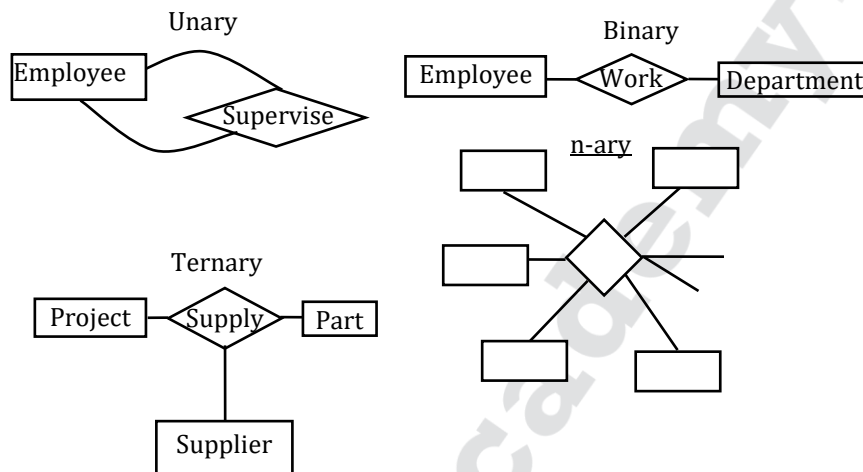 Unary
Employee
Supervise
Binary
Employee
Work
Department
n-ary
Ternary
Project
Supply
Part
Supplier